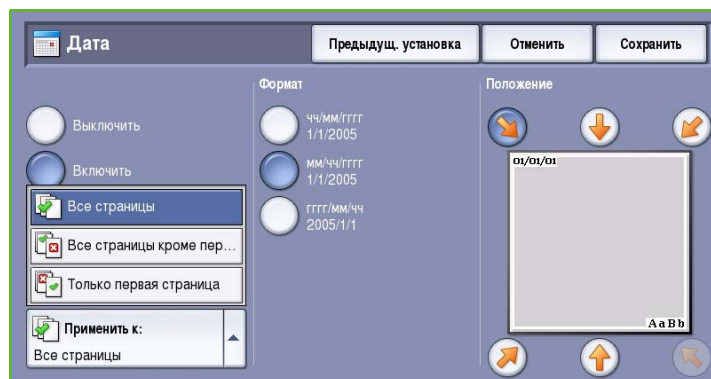 Дата
Предыдущ. установка
Отменить
Сохранить
Формат
Положение
Выключить
чч/мм/гггг
1/1/2005
Включить
мм/чч/гггг
1/1/2005
Все страницы
гггг/мм/чч
2005/1/1
Все страницы кроме пер...
Только первая страница
Применить к:
Все страницы
01/01/01
AaBb